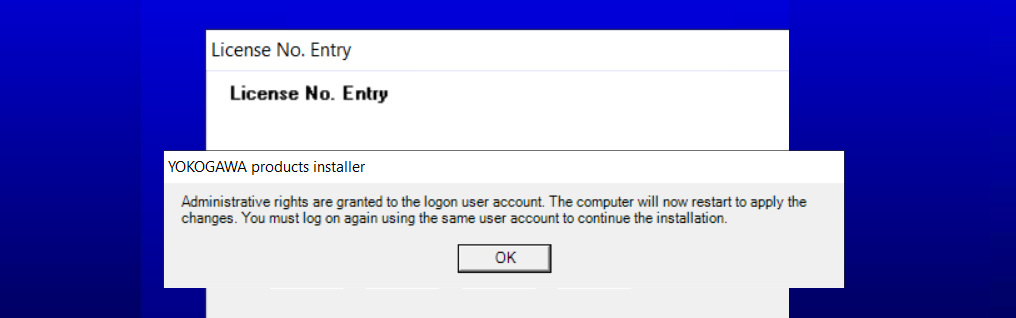 License No. Entry
License No. Entry
YOKOGAWA products installer
Administrative rights are granted to the logon user account. The computer will now restart to apply the
changes. You must log on again using the same user account to continue the installation.
OK